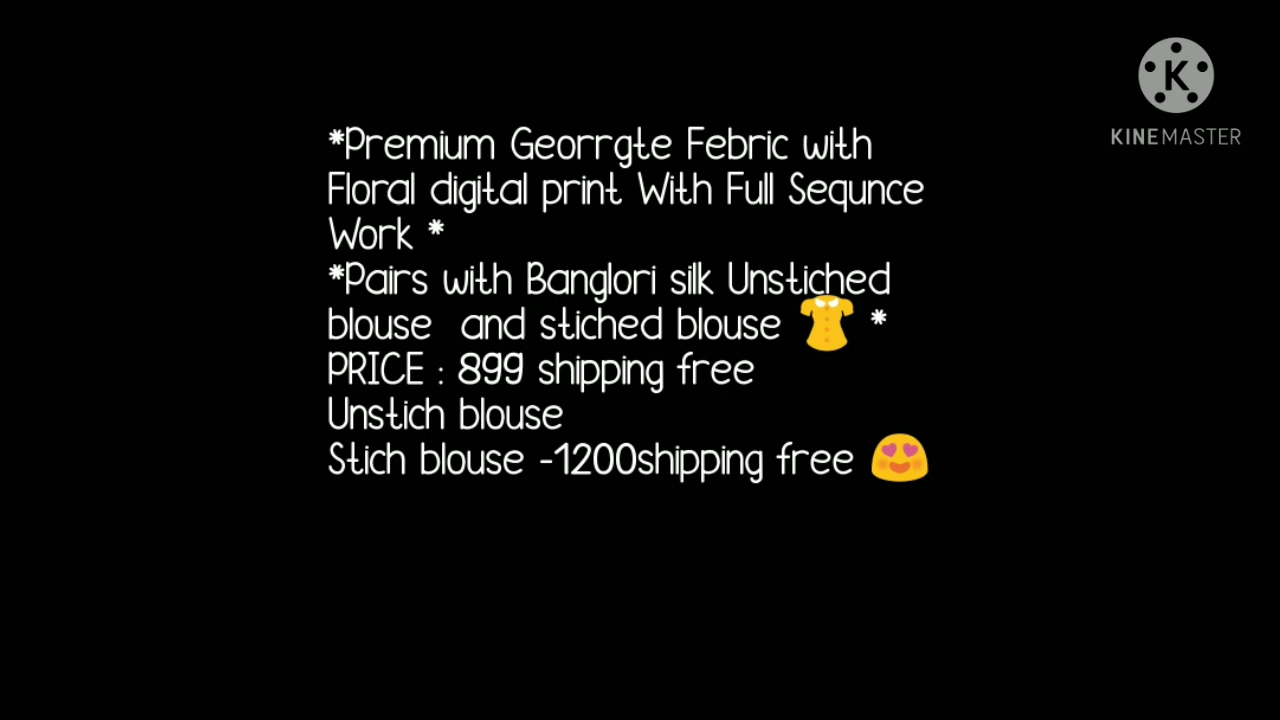 *Premium Georrgte Febric with
Floral digital print With Full Sequnce
Work *
*Pairs with Banglori silk Unstiched
blouse  and stiched blouse 👚 *
PRICE : 899 shipping free
Unstich blouse
Stich blouse -1200shipping free 😍
K
KINEMASTER